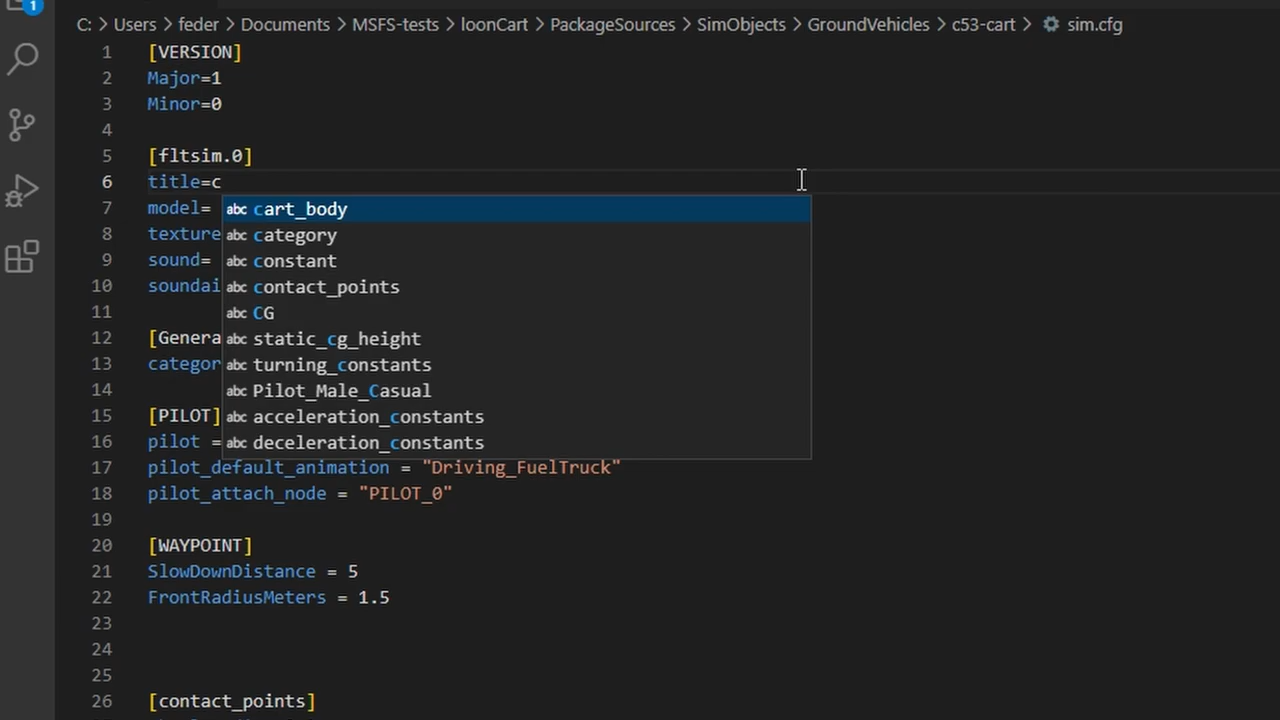 1
C: > Users > feder > Documents > MSFS-tests > loonCart > PackageSources > SimObjects > GroundVehicles > c53-cart > sim.cfg
1 [VERSION]
2 Major=1
3 Minor=0
4
5 [fltsim.0]
6 title=c
7 model= abc cart_body
8 texture abc category
9 sound= abc constant
10 soundai abc contact_points
11 abc CG
12 [Genera abc static_cg_height
13 categor abc turning_constants
14 abc Pilot_Male_Casual
15 [PILOT] abc acceleration_constants
16 pilot = abc deceleration_constants
17 pilot_default_animation = "Driving_FuelTruck"
18 pilot_attach_node = "PILOT_0"
19
20 [WAYPOINT]
21 SlowDownDistance = 5
22 FrontRadiusMeters = 1.5
23
24
25
26 [contact_points]